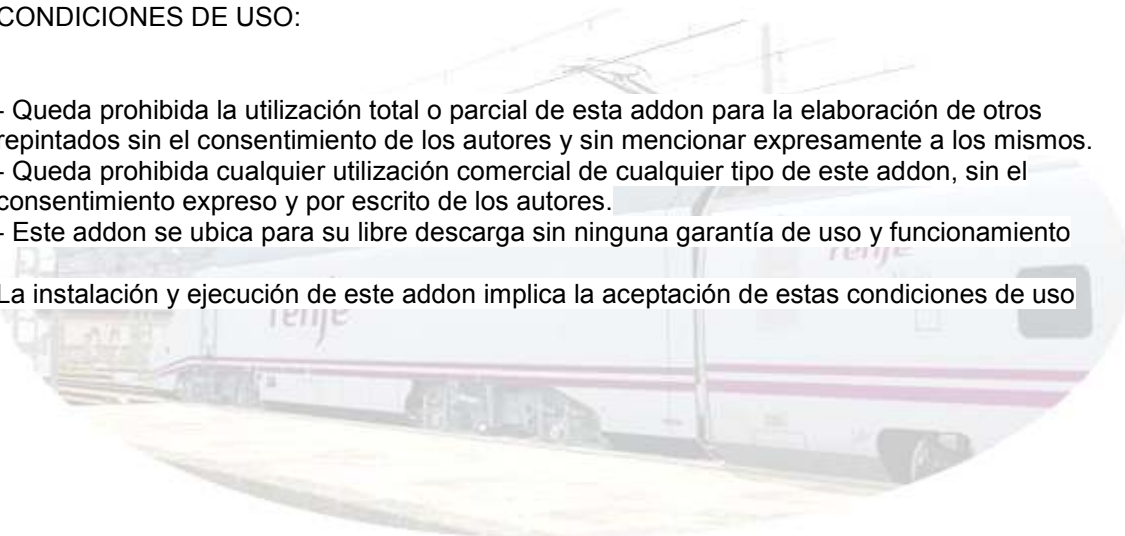 CONDICIONES DE USO:
- Queda prohibida la utilización total o parcial de esta addon para la elaboración de otros
repintados sin el consentimiento de los autores y sin mencionar expresamente a los mismos.
- Queda prohibida cualquier utilización comercial de cualquier tipo de este addon, sin el
consentimiento expreso y por escrito de los autores.
- Este addon se ubica para su libre descarga sin ninguna garantía de uso y funcionamiento
renfe
La instalación y ejecución de este addon implica la aceptación de estas condiciones de uso
renfe